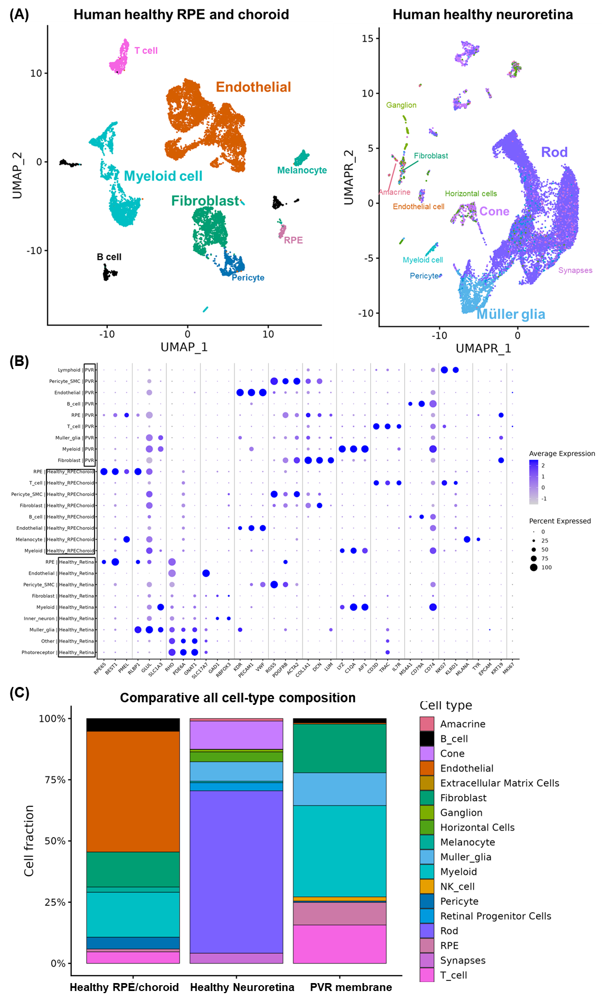 (A)
Human healthy RPE and choroid
Human healthy neuroretina
T cell
Endothelial
Melanocyte
Myeloid cell
Fibroblast
RPE
B cell
Pericyte
10
0
-10
UMAP_2
-10
0
10
UMAP_1
Ganglion
Fibroblast
Rod
Amacrine
Endothelial cell
Horizontal cells
Cone
Myeloid cell
Pericyte
Synapses
Müller glia
15
10
5
0
-5
-10
UMAPR_2
-10
0
UMAPR_1
(B)
Lymphoid | PVR
Pericyte_SMC | PVR
Endothelial | PVR
B_cell | PVR
RPE | PVR
T_cell | PVR
Muller_glia | PVR
Myeloid | PVR
Fibroblast | PVR
RPE | Healthy_RPEChoroid
T_cell | Healthy_RPEChoroid
Pericyte_SMC | Healthy_RPEChoroid
Fibroblast | Healthy_RPEChoroid
B_cell | Healthy_RPEChoroid
Endothelial | Healthy_RPEChoroid
Melanocyte | Healthy_RPEChoroid
Myeloid | Healthy_RPEChoroid
RPE | Healthy_Retina
Endothelial | Healthy_Retina
Pericyte_SMC | Healthy_Retina
Fibroblast | Healthy_Retina
Myeloid | Healthy_Retina
Inner_neuron | Healthy_Retina
Muller_glia | Healthy_Retina
Other | Healthy_Retina
Photoreceptor | Healthy_Retina
RPE65 BEST1 PMEL RLBP1 GLUL SLC1A3 RHO PDE6A GNAT1 SLC17A7 GAD1 RBFOX3 KDR PECAM1 VWF RGS5 PDGFRB ACTA2 COL1A1 DCN LUM LYZ C1QA AIF1 CD3D TRAC IL7R MS4A1 CD79A CD74 NKG7 KLRD1 MLANA TYR EPCAM KRT19 MKI67
Average Expression
2
1
0
-1
Percent Expressed
0
25
50
75
100
(C)
Comparative all cell-type composition
100%
75%
50%
25%
0%
Cell fraction
Healthy RPE/choroid
Healthy Neuroretina
PVR membrane
Cell type
Amacrine
B_cell
Cone
Endothelial
Extracellular Matrix Cells
Fibroblast
Ganglion
Horizontal Cells
Melanocyte
Muller_glia
Myeloid
NK_cell
Pericyte
Retinal Progenitor Cells
Rod
RPE
Synapses
T_cell